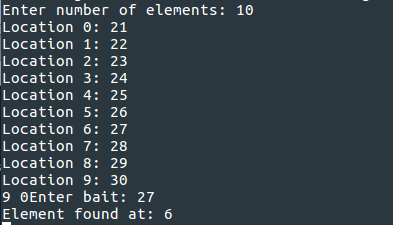 Enter number of elements: 10
Location 0: 21
Location 1: 22
Location 2: 23
Location 3: 24
Location 4: 25
Location 5: 26
Location 6: 27
Location 7: 28
Location 8: 29
Location 9: 30
9 0Enter bait: 27
Element found at: 6